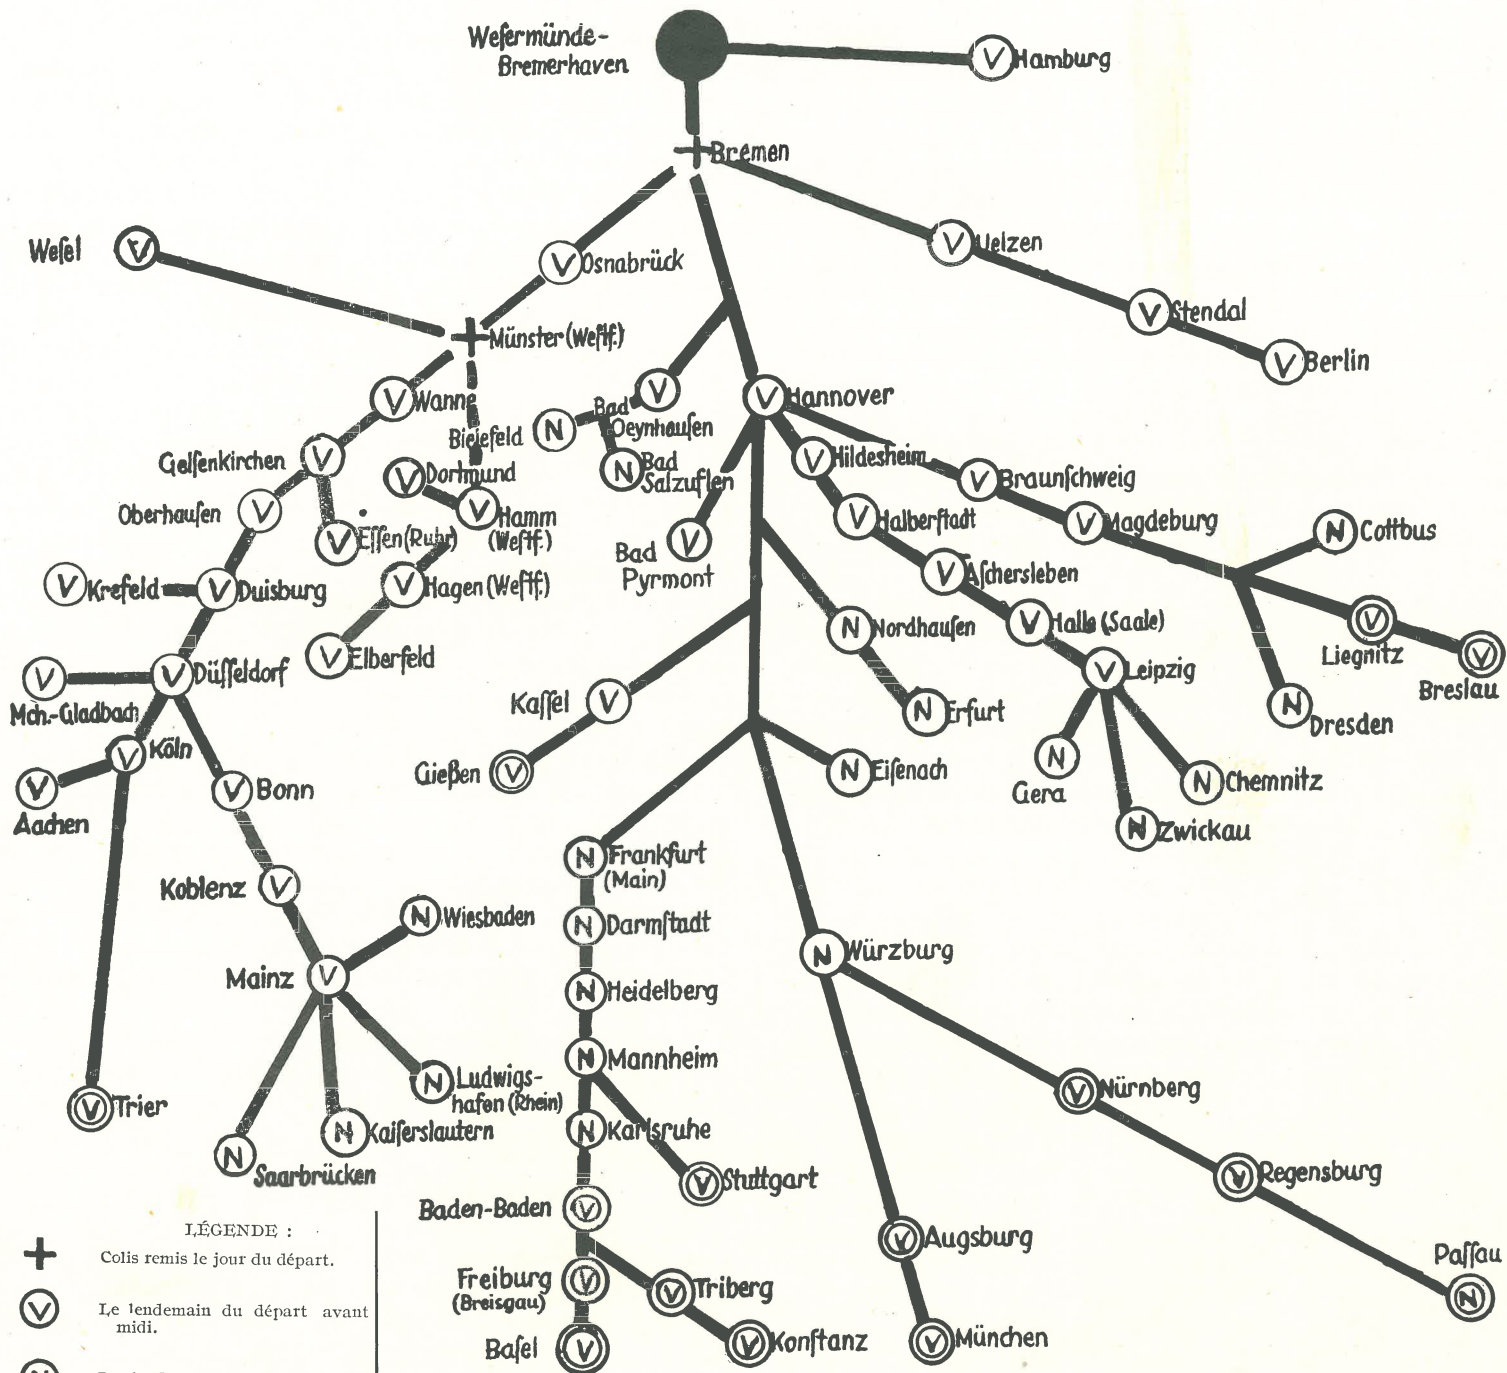 Weſermünde-
Bremerhaven
V Hamburg
Bremen
Weſel V
V Osnabrück
V Uelzen
Münster (Weſtf.)
V Stendal
V Berlin
V Wanne
Bielefeld N
Bad V
Oeynhauſen
V Hannover
Gelſenkirchen V
V Dortmund
N Bad
Salzuflen
V Hildesheim
V Braunſchweig
Oberhauſen V
V Eſſen (Ruhr)
V Hamm
(Weſtf.)
Bad V
Pyrmont
V Halberſtadt
V Magdeburg
N Cottbus
V Krefeld
V Duisburg
V Hagen (Weſtf.)
V Aſchersleben
N Nordhauſen
V Halle (Saale)
V
Liegnitz
V
Breslau
V Elberfeld
V
Mch.-Gladbach
V Düſſeldorf
Kaſſel V
N Erfurt
V Leipzig
N Dresden
V Köln
V
Aachen
V Bonn
Gießen V
N Eiſenach
N
Gera
N Chemnitz
N Zwickau
Koblenz V
N Frankfurt
(Main)
N Wiesbaden
N Darmſtadt
Mainz V
N Würzburg
N Heidelberg
N Mannheim
V Trier
N Ludwigs-
hafen (Rhein)
V Nürnberg
N Kaiſerslautern
N Karlsruhe
N Saarbrücken
V Stuttgart
V Regensburg
Baden-Baden V
V Augsburg
Freiburg V
(Breisgau)
V Triberg
Paſſau
N
Baſel V
V Konſtanz
V München
LÉGENDE :
Colis remis le jour du départ.
V Le lendemain du départ avant
midi.